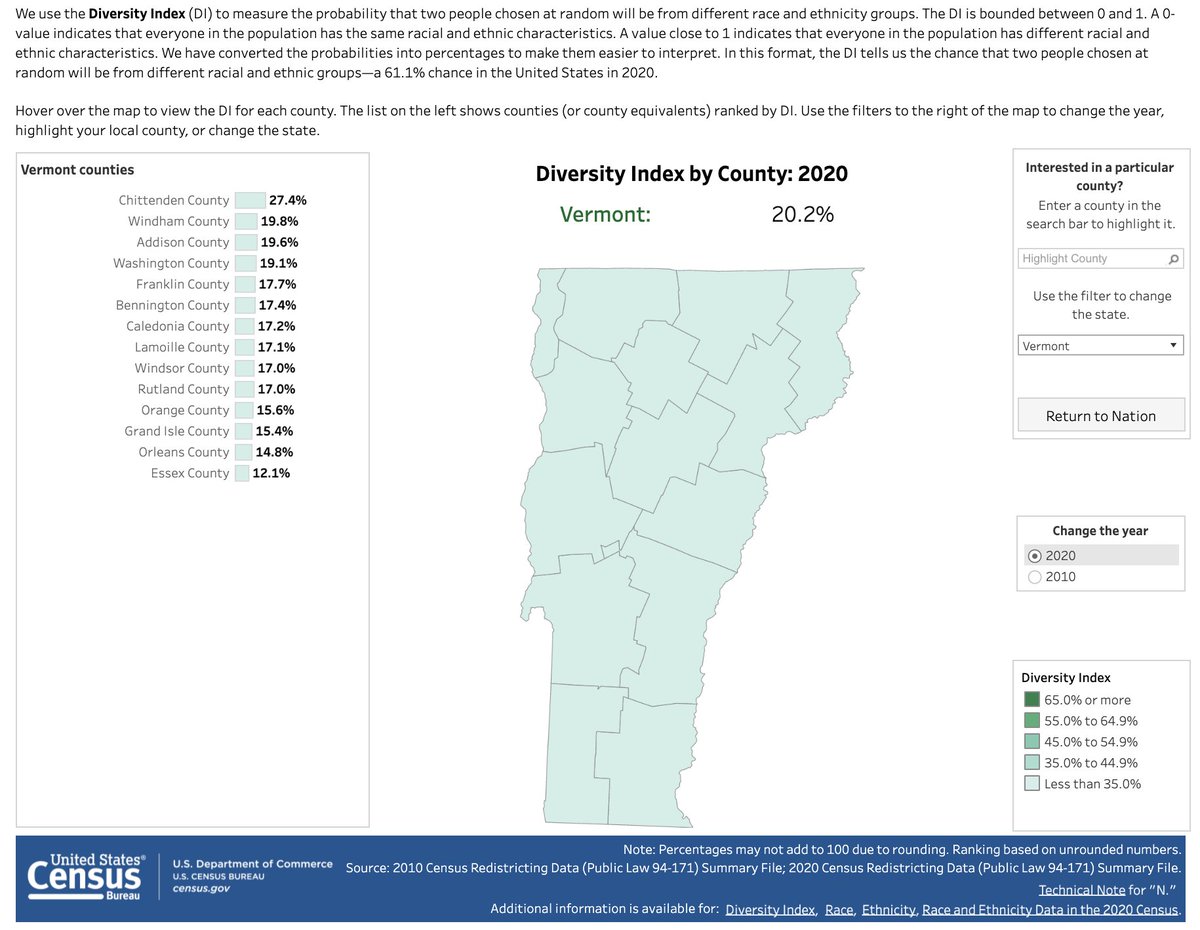 We use the Diversity Index (DI) to measure the probability that two people chosen at random will be from different race and ethnicity groups. The DI is bounded between 0 and 1. A 0-
value indicates that everyone in the population has the same racial and ethnic characteristics. A value close to 1 indicates that everyone in the population has different racial and
ethnic characteristics. We have converted the probabilities into percentages to make them easier to interpret. In this format, the DI tells us the chance that two people chosen at
random will be from different racial and ethnic groups—a 61.1% chance in the United States in 2020.
Hover over the map to view the DI for each county. The list on the left shows counties (or county equivalents) ranked by DI. Use the filters to the right of the map to change the year,
highlight your local county, or change the state.
Vermont counties
Chittenden County 27.4%
Windham County 19.8%
Addison County 19.6%
Washington County 19.1%
Franklin County 17.7%
Bennington County 17.4%
Caledonia County 17.2%
Lamoille County 17.1%
Windsor County 17.0%
Rutland County 17.0%
Orange County 15.6%
Grand Isle County 15.4%
Orleans County 14.8%
Essex County 12.1%
Diversity Index by County: 2020
Vermont: 20.2%
Interested in a particular
county?
Enter a county in the
search bar to highlight it.
Highlight County
Use the filter to change
the state.
Vermont
Return to Nation
Change the year
2020
2010
Diversity Index
65.0% or more
55.0% to 64.9%
45.0% to 54.9%
35.0% to 44.9%
Less than 35.0%
United States®
Census
Bureau
U.S. Department of Commerce
U.S. CENSUS BUREAU
census.gov
Note: Percentages may not add to 100 due to rounding. Ranking based on unrounded numbers.
Source: 2010 Census Redistricting Data (Public Law 94-171) Summary File; 2020 Census Redistricting Data (Public Law 94-171) Summary File.
Technical Note for "N."
Additional information is available for: Diversity Index, Race, Ethnicity, Race and Ethnicity Data in the 2020 Census.